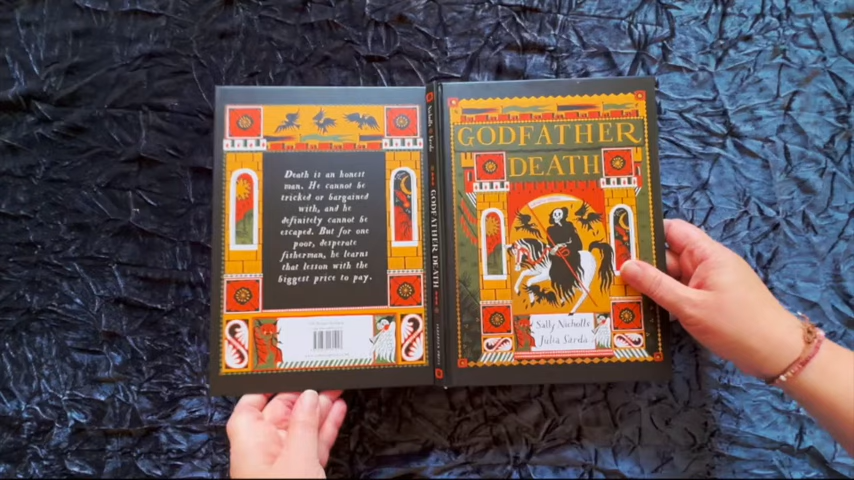 Death is an honest
man. He cannot be
tricked or bargained
with, and he
definitely cannot be
escaped. But for one
poor, desperate
fisherman, he learns
that lesson with the
biggest price to pay.
GODFATHER DEATH
GODFATHER
DEATH
Sally Nicholls
Júlia Sardà